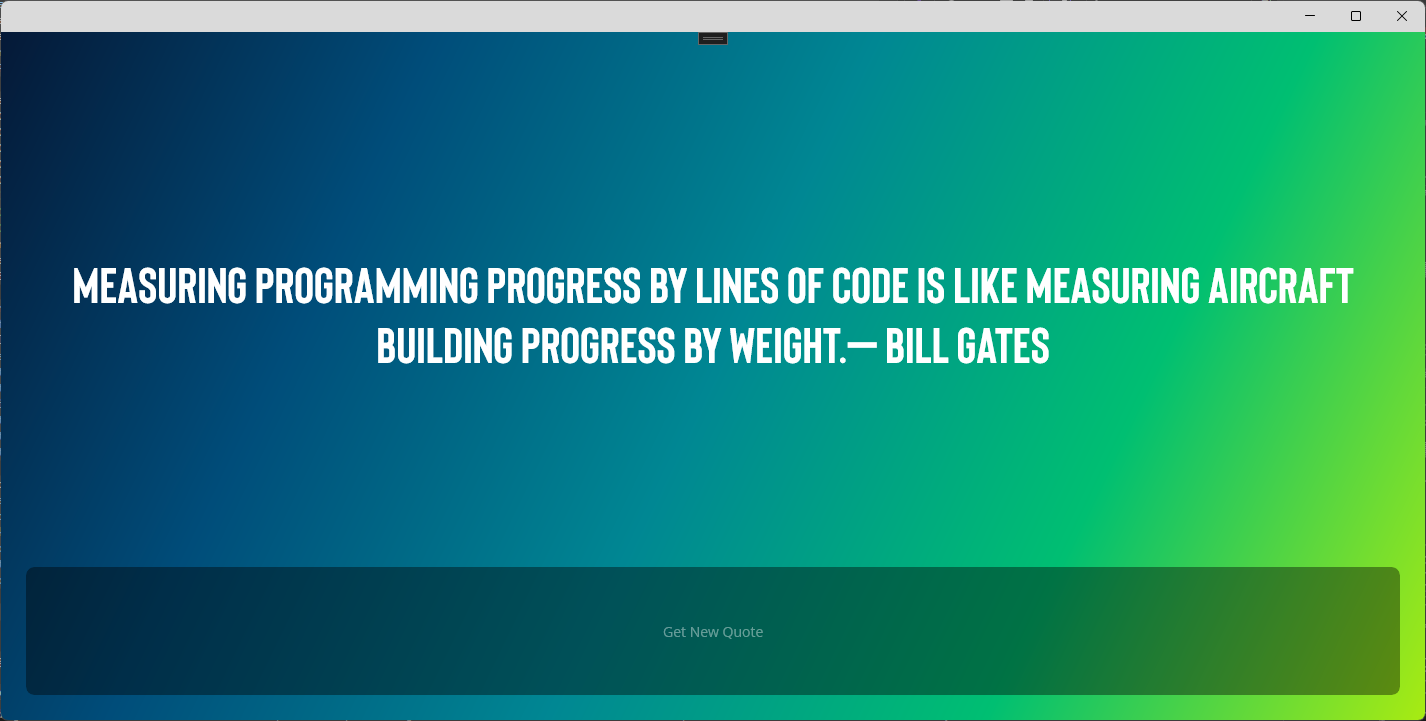 MEASURING PROGRAMMING PROGRESS BY LINES OF CODE IS LIKE MEASURING AIRCRAFT
BUILDING PROGRESS BY WEIGHT.— BILL GATES
Get New Quote